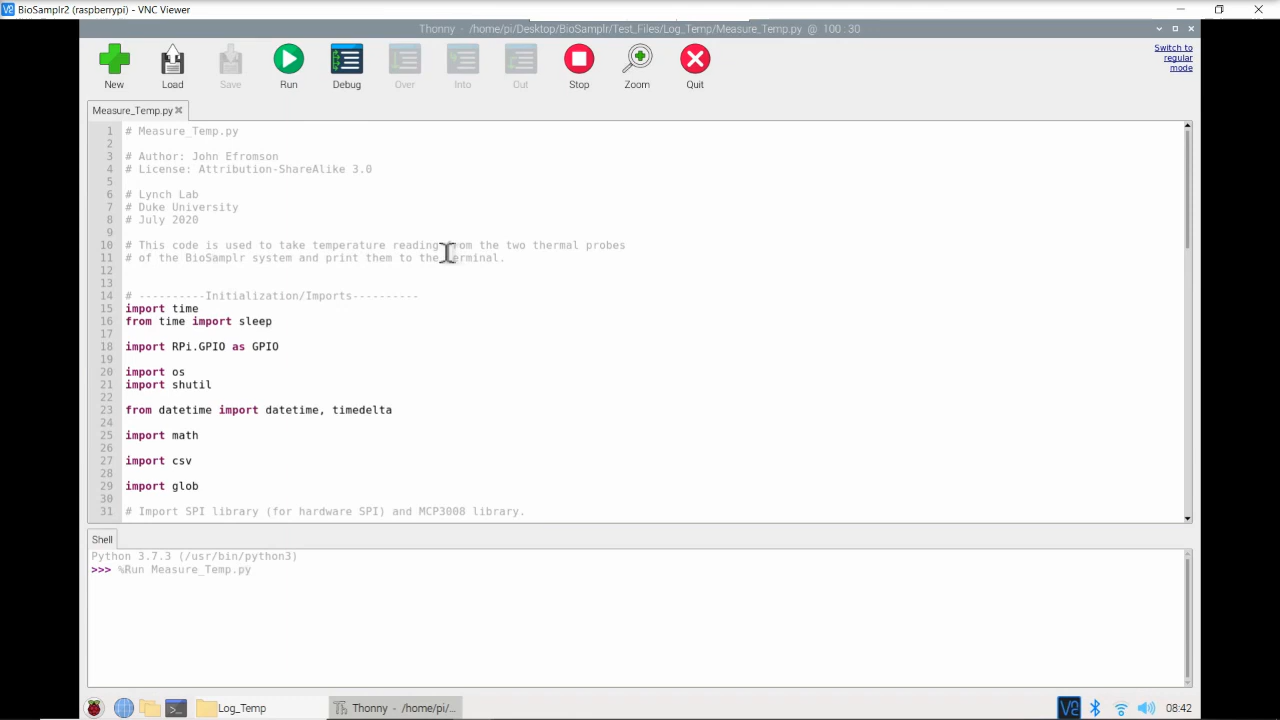 BioSamplr2 (raspberrypi) - VNC Viewer
Thonny - /home/pi/Desktop/BioSamplr/Test_Files/Log_Temp/Measure_Temp.py @ 100:30
New Load Save Run Debug Over Into Out Stop Zoom Quit
Switch to
regular
mode
Measure_Temp.py
1 # Measure_Temp.py
2
3 # Author: John Efromson
4 # License: Attribution-ShareAlike 3.0
5
6 # Lynch Lab
7 # Duke University
8 # July 2020
9
10 # This code is used to take temperature reading from the two thermal probes
11 # of the BioSamplr system and print them to the terminal.
12
13
14 # ----------Initialization/Imports----------
15 import time
16 from time import sleep
17
18 import RPi.GPIO as GPIO
19
20 import os
21 import shutil
22
23 from datetime import datetime, timedelta
24
25 import math
26
27 import csv
28
29 import glob
30
31 # Import SPI library (for hardware SPI) and MCP3008 library.
Shell
Python 3.7.3 (/usr/bin/python3)
>>> %Run Measure_Temp.py
Log_Temp
Thonny - /home/pi/...
08:42